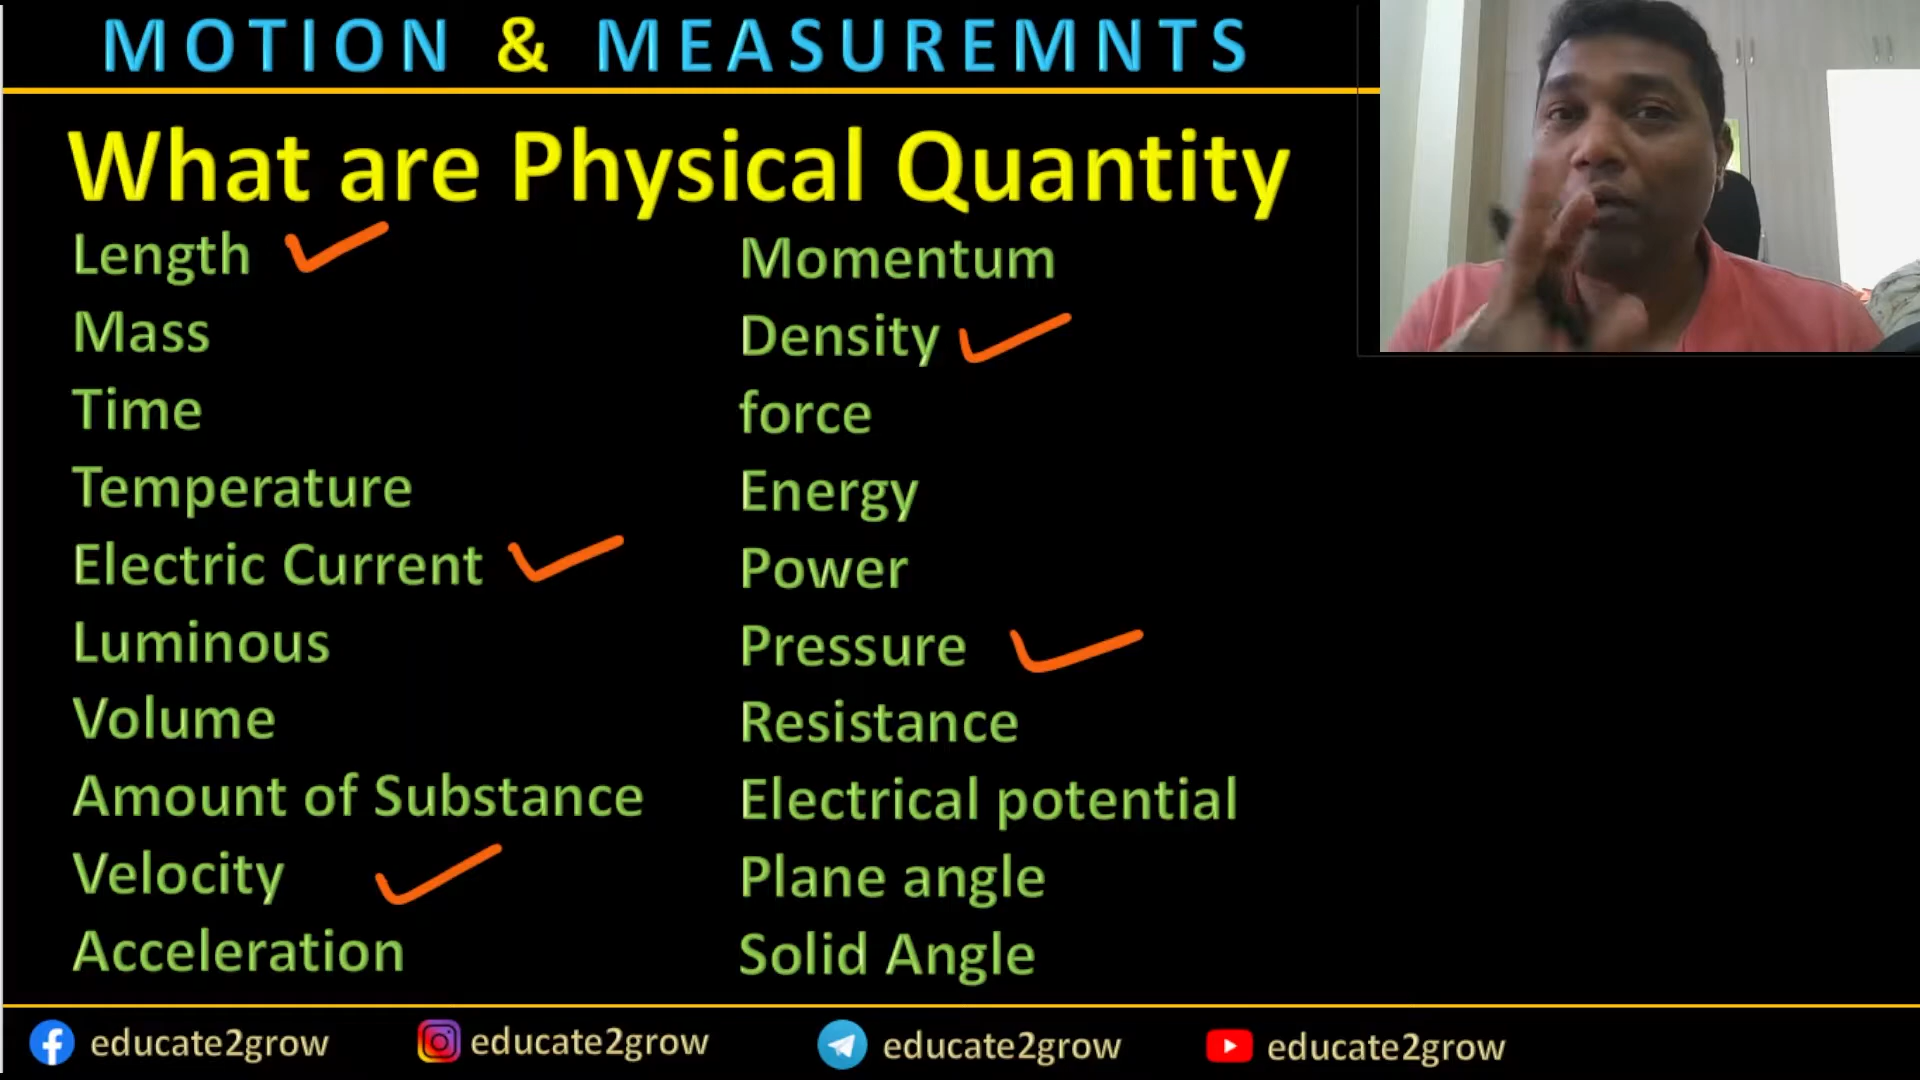 MOTION & MEASUREMNTS
What are Physical Quantity
Length
Mass
Time
Temperature
Electric Current
Luminous
Volume
Amount of Substance
Velocity
Acceleration
Momentum
Density
force
Energy
Power
Pressure
Resistance
Electrical potential
Plane angle
Solid Angle
educate2grow
educate2grow
educate2grow
educate2grow